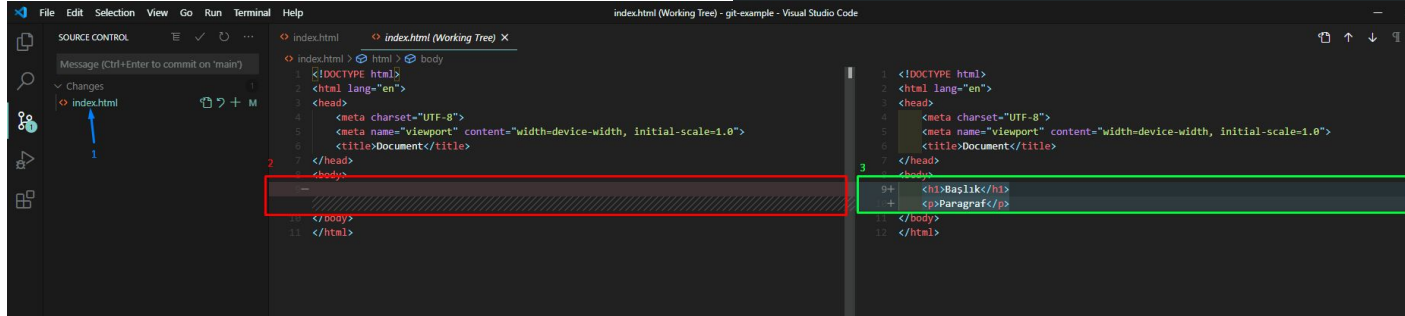 File Edit Selection View Go Run Terminal Help
index.html (Working Tree) - git-example - Visual Studio Code
SOURCE CONTROL
Message (Ctrl+Enter to commit on 'main')
Changes 1
index.html M
1
1
index.html
index.html (Working Tree)
index.html > html > body
2
1 <!DOCTYPE html>
2 <html lang="en">
3 <head>
4 <meta charset="UTF-8">
5 <meta name="viewport" content="width=device-width, initial-scale=1.0">
6 <title>Document</title>
7 </head>
8 <body>
9 —
10 </body>
11 </html>
3
1 <!DOCTYPE html>
2 <html lang="en">
3 <head>
4 <meta charset="UTF-8">
5 <meta name="viewport" content="width=device-width, initial-scale=1.0">
6 <title>Document</title>
7 </head>
8 <body>
9+ <h1>Başlık</h1>
10+ <p>Paragraf</p>
11 </body>
12 </html>